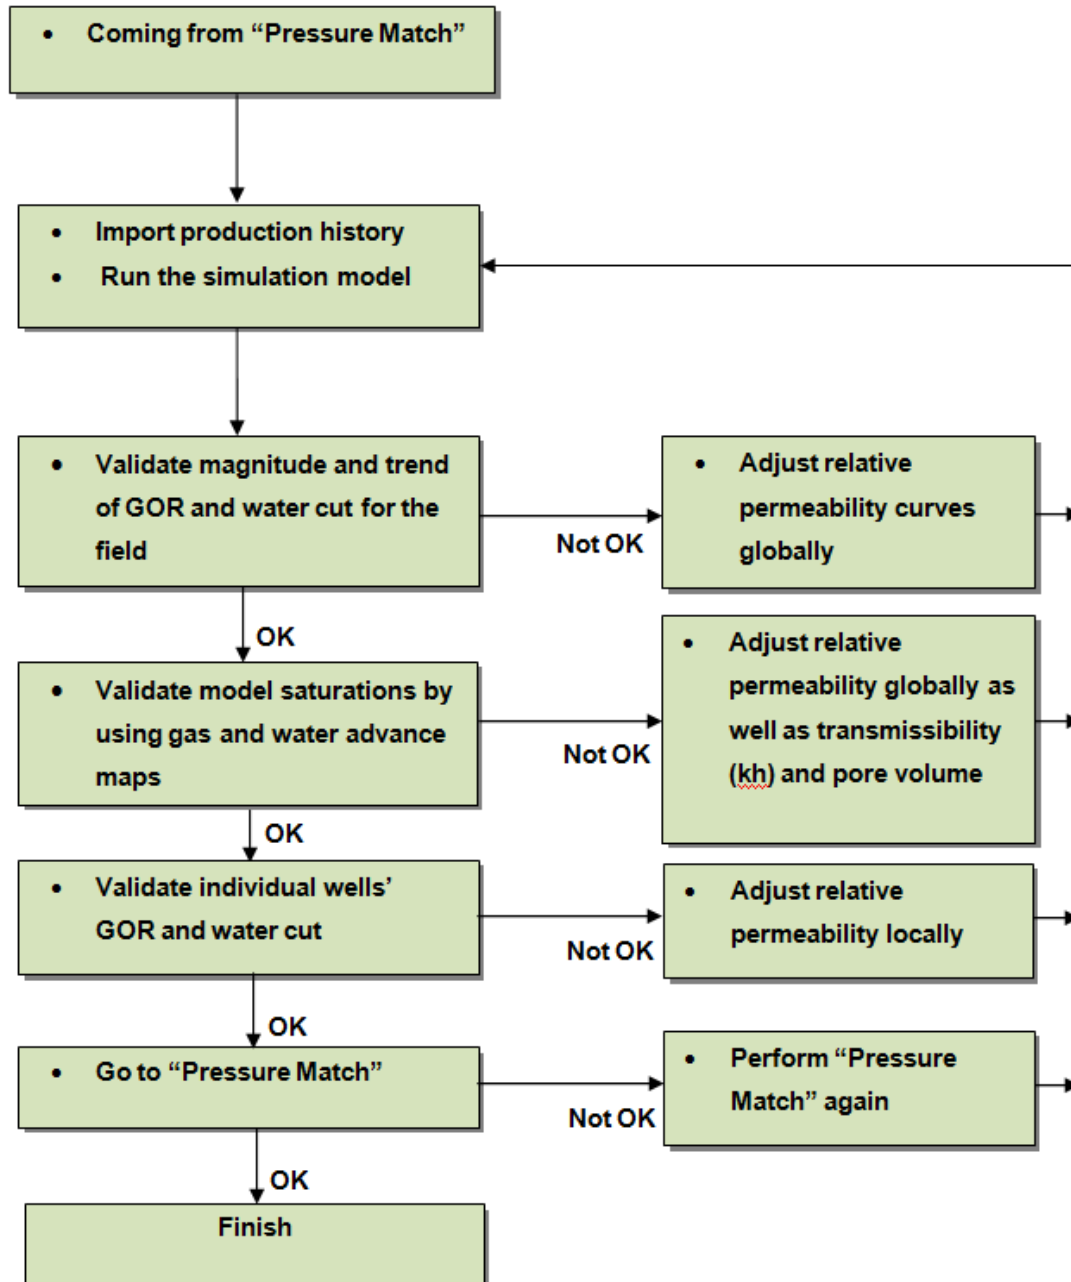 • Coming from “Pressure Match”
• Import production history
• Run the simulation model
• Validate magnitude and trend
of GOR and water cut for the
field
Not OK
• Adjust relative
permeability curves
globally
OK
• Validate model saturations by
using gas and water advance
maps
Not OK
• Adjust relative
permeability globally as
well as transmissibility
(kh) and pore volume
OK
• Validate individual wells’
GOR and water cut
Not OK
• Adjust relative
permeability locally
OK
• Go to “Pressure Match”
Not OK
• Perform “Pressure
Match” again
OK
Finish